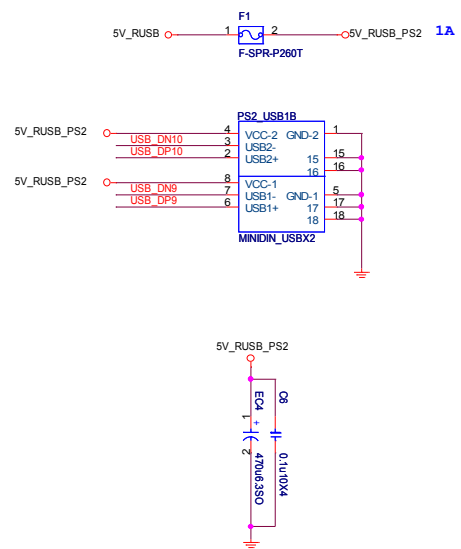 F1
5V_RUSB 1 2 5V_RUSB_PS2 1A
F-SPR-P260T
PS2_USB1B
5V_RUSB_PS2 4 VCC-2 GND-2 1
USB_DN10 3 USB2-
USB_DP10 2 USB2+ 15 15
16 16
5V_RUSB_PS2 8 VCC-1
USB_DN9 7 USB1- GND-1 5
USB_DP9 6 USB1+ 17 17
18 18
MINIDIN_USBX2
5V_RUSB_PS2
EC4 C6
1 +
2
470u6.3SO 0.1u10X4